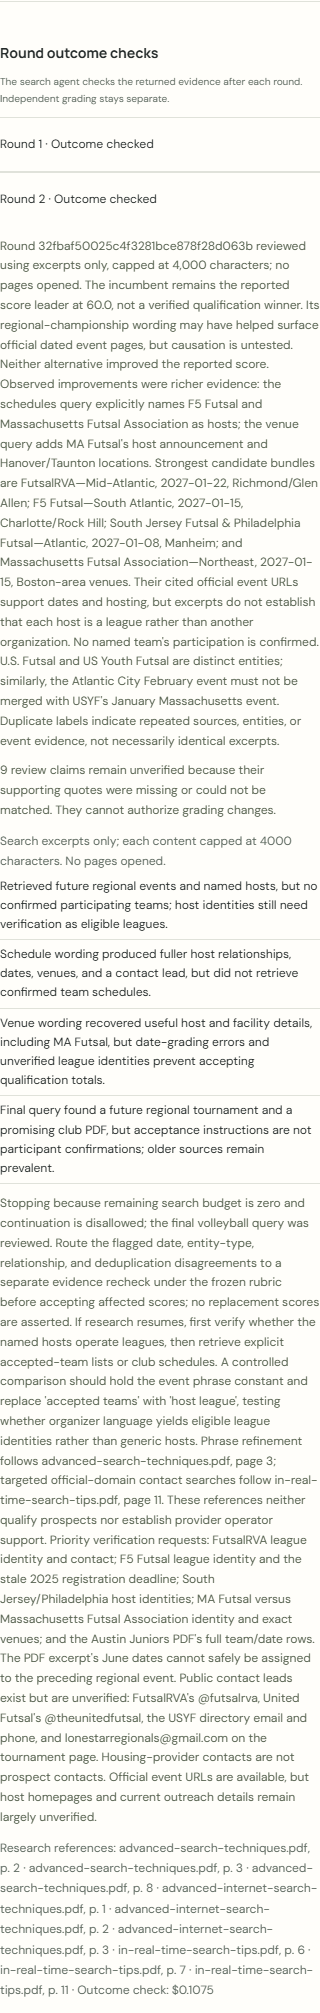 Round outcome checks
The search agent checks the returned evidence after each round.
Independent grading stays separate.
Round 1 · Outcome checked
Round 2 · Outcome checked
Round 32fbaf50025c4f3281bce878f28d063b reviewed
using excerpts only, capped at 4,000 characters; no
pages opened. The incumbent remains the reported
score leader at 60.0, not a verified qualification winner. Its
regional-championship wording may have helped surface
official dated event pages, but causation is untested.
Neither alternative improved the reported score.
Observed improvements were richer evidence: the
schedules query explicitly names F5 Futsal and
Massachusetts Futsal Association as hosts; the venue
query adds MA Futsal's host announcement and
Hanover/Taunton locations. Strongest candidate bundles
are FutsalRVA—Mid-Atlantic, 2027-01-22, Richmond/Glen
Allen; F5 Futsal—South Atlantic, 2027-01-15,
Charlotte/Rock Hill; South Jersey Futsal & Philadelphia
Futsal—Atlantic, 2027-01-08, Manheim; and
Massachusetts Futsal Association—Northeast, 2027-01-
15, Boston-area venues. Their cited official event URLs
support dates and hosting, but excerpts do not establish
that each host is a league rather than another
organization. No named team's participation is confirmed.
U.S. Futsal and US Youth Futsal are distinct entities;
similarly, the Atlantic City February event must not be
merged with USYF's January Massachusetts event.
Duplicate labels indicate repeated sources, entities, or
event evidence, not necessarily identical excerpts.
9 review claims remain unverified because their
supporting quotes were missing or could not be
matched. They cannot authorize grading changes.
Search excerpts only; each content capped at 4000
characters. No pages opened.
Retrieved future regional events and named hosts, but no
confirmed participating teams; host identities still need
verification as eligible leagues.
Schedule wording produced fuller host relationships,
dates, venues, and a contact lead, but did not retrieve
confirmed team schedules.
Venue wording recovered useful host and facility details,
including MA Futsal, but date-grading errors and
unverified league identities prevent accepting
qualification totals.
Final query found a future regional tournament and a
promising club PDF, but acceptance instructions are not
participant confirmations; older sources remain
prevalent.
Stopping because remaining search budget is zero and
continuation is disallowed; the final volleyball query was
reviewed. Route the flagged date, entity-type,
relationship, and deduplication disagreements to a
separate evidence recheck under the frozen rubric
before accepting affected scores; no replacement scores
are asserted. If research resumes, first verify whether the
named hosts operate leagues, then retrieve explicit
accepted-team lists or club schedules. A controlled
comparison should hold the event phrase constant and
replace 'accepted teams' with 'host league', testing
whether organizer language yields eligible league
identities rather than generic hosts. Phrase refinement
follows advanced-search-techniques.pdf, page 3;
targeted official-domain contact searches follow in-real-
time-search-tips.pdf, page 11. These references neither
qualify prospects nor establish provider operator
support. Priority verification requests: FutsalRVA league
identity and contact; F5 Futsal league identity and the
stale 2025 registration deadline; South
Jersey/Philadelphia host identities; MA Futsal versus
Massachusetts Futsal Association identity and exact
venues; and the Austin Juniors PDF's full team/date rows.
The PDF excerpt's June dates cannot safely be assigned
to the preceding regional event. Public contact leads
exist but are unverified: FutsalRVA's @futsalrva, United
Futsal's @theunitedfutsal, the USYF directory email and
phone, and lonestarregionals@gmail.com on the
tournament page. Housing-provider contacts are not
prospect contacts. Official event URLs are available, but
host homepages and current outreach details remain
largely unverified.
Research references: advanced-search-techniques.pdf,
p. 2 · advanced-search-techniques.pdf, p. 3 · advanced-
search-techniques.pdf, p. 8 · advanced-internet-search-
techniques.pdf, p. 1 · advanced-internet-search-
techniques.pdf, p. 2 · advanced-internet-search-
techniques.pdf, p. 3 · in-real-time-search-tips.pdf, p. 6 ·
in-real-time-search-tips.pdf, p. 7 · in-real-time-search-
tips.pdf, p. 11 · Outcome check: $0.1075